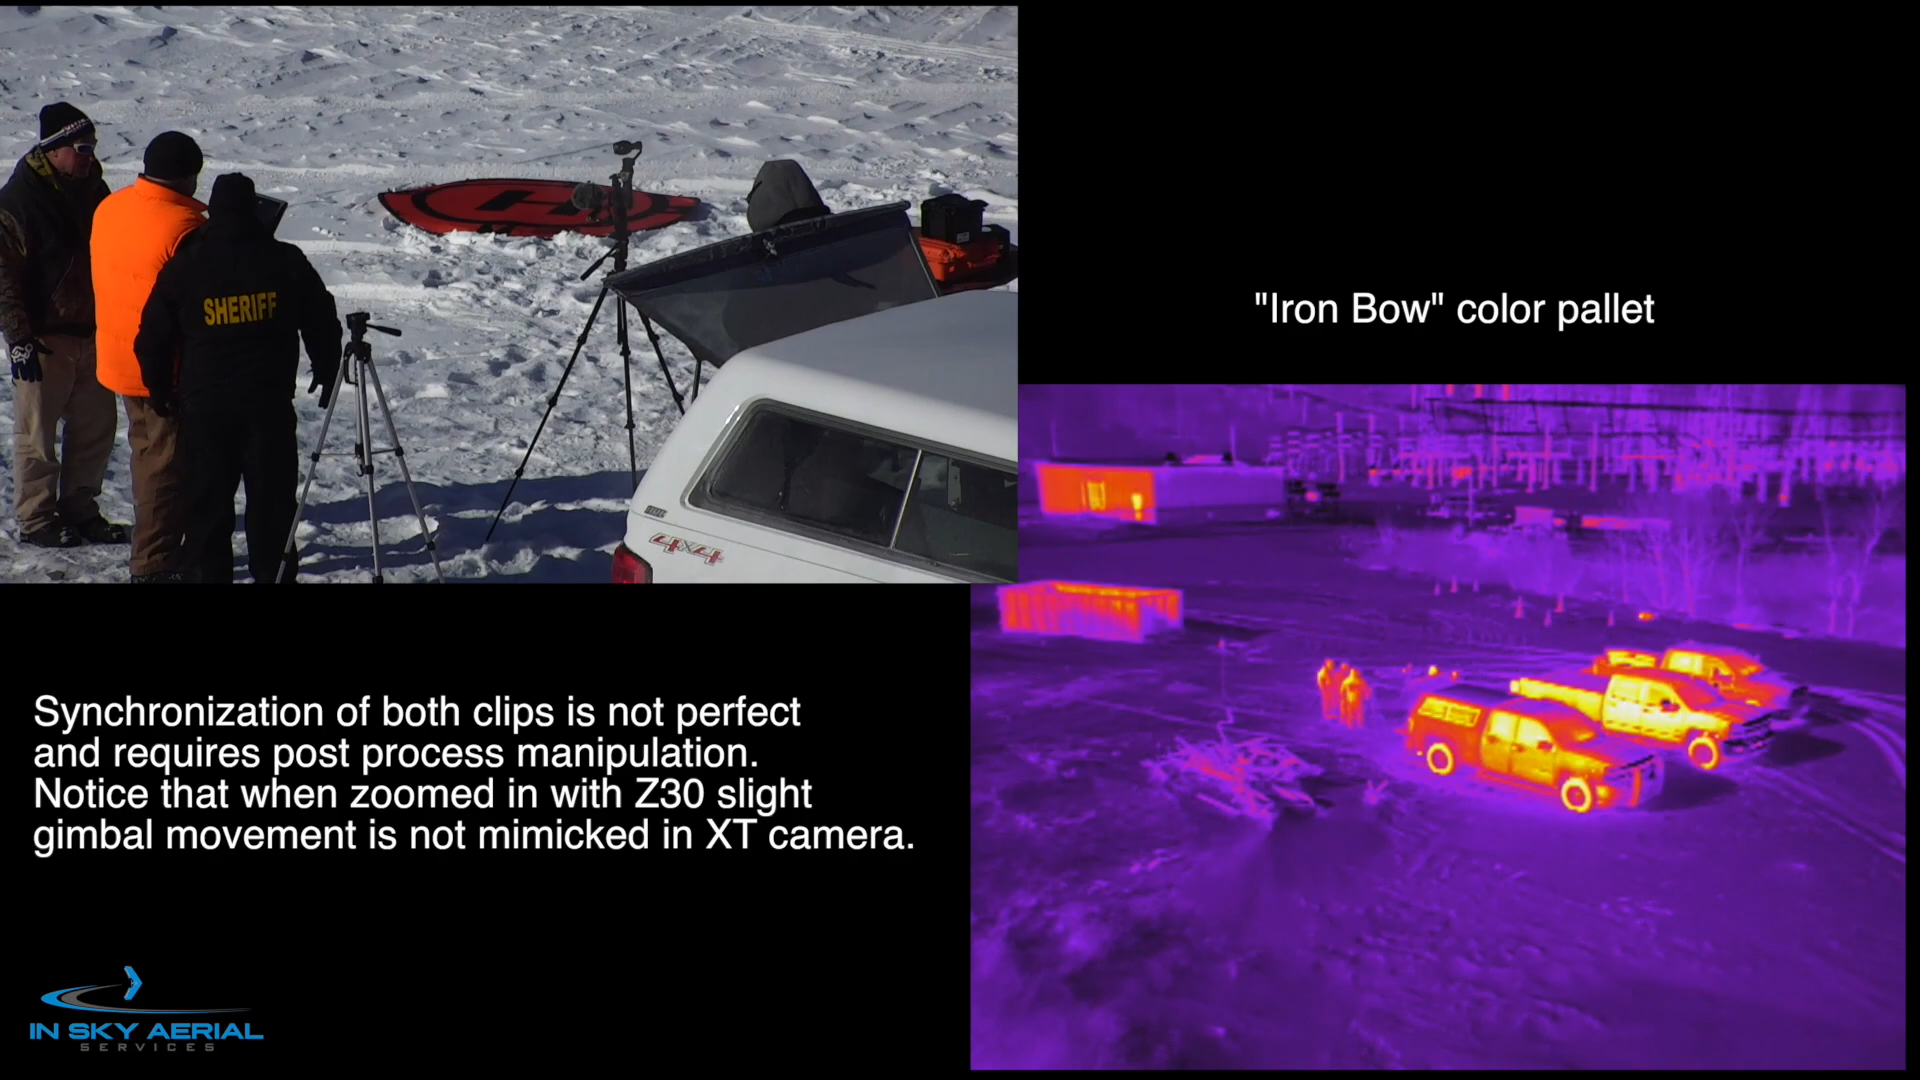 SHERIFF
4x4
"Iron Bow" color pallet
Synchronization of both clips is not perfect
and requires post process manipulation.
Notice that when zoomed in with Z30 slight
gimbal movement is not mimicked in XT camera.
IN SKY AERIAL
SERVICES